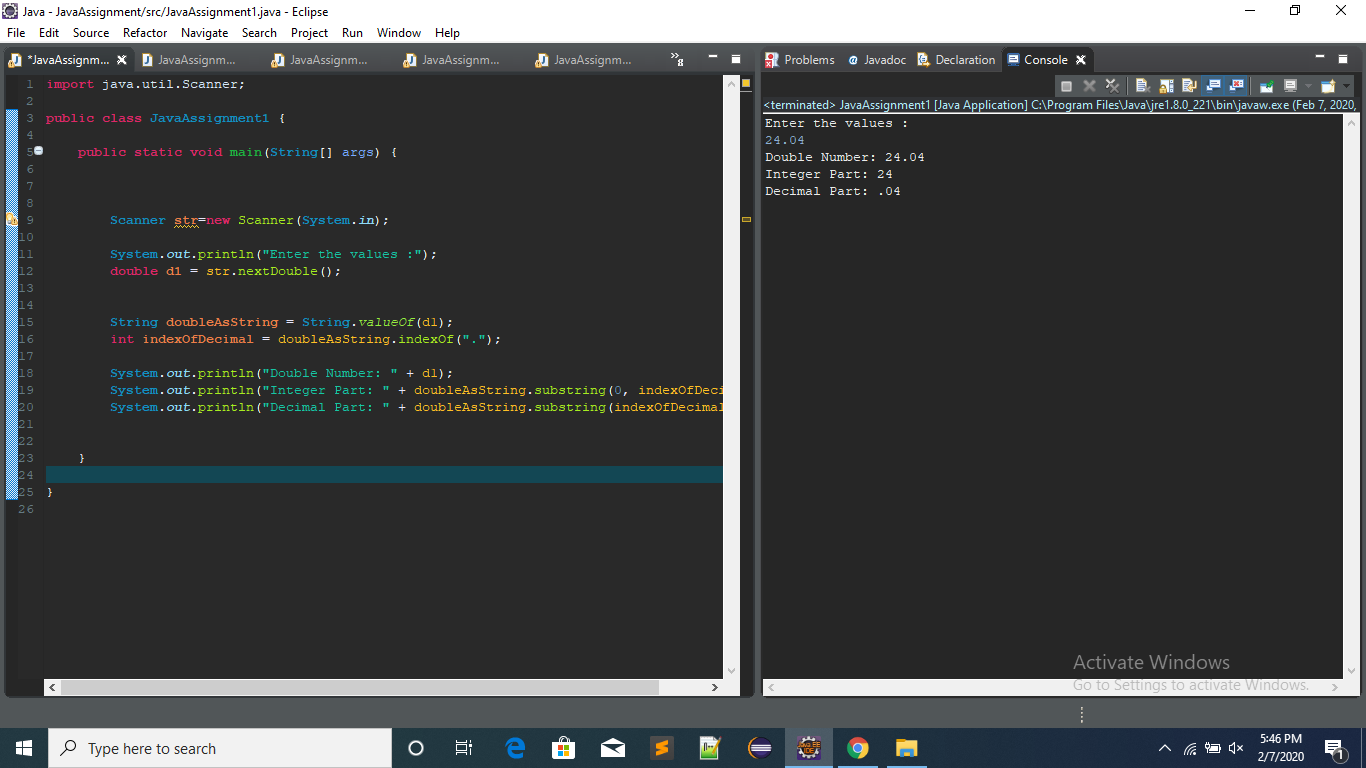 Java - JavaAssignment/src/JavaAssignment1.java - Eclipse
File Edit Source Refactor Navigate Search Project Run Window Help
*JavaAssignm... JavaAssignm... JavaAssignm... JavaAssignm... JavaAssignm... »8
1 import java.util.Scanner;
2
3 public class JavaAssignment1 {
4
5 public static void main(String[] args) {
6
7
8
9 Scanner str=new Scanner(System.in);
10
11 System.out.println("Enter the values :");
12 double d1 = str.nextDouble();
13
14
15 String doubleAsString = String.valueOf(d1);
16 int indexOfDecimal = doubleAsString.indexOf(".");
17
18 System.out.println("Double Number: " + d1);
19 System.out.println("Integer Part: " + doubleAsString.substring(0, indexOfDeci
20 System.out.println("Decimal Part: " + doubleAsString.substring(indexOfDecimal
21
22
23 }
24
25 }
26
Problems @ Javadoc Declaration Console
<terminated> JavaAssignment1 [Java Application] C:\Program Files\Java\jre1.8.0_221\bin\javaw.exe (Feb 7, 2020,
Enter the values :
24.04
Double Number: 24.04
Integer Part: 24
Decimal Part: .04
Activate Windows
Go to Settings to activate Windows.
Type here to search
Java EE
IDE
5:46 PM
2/7/2020
1